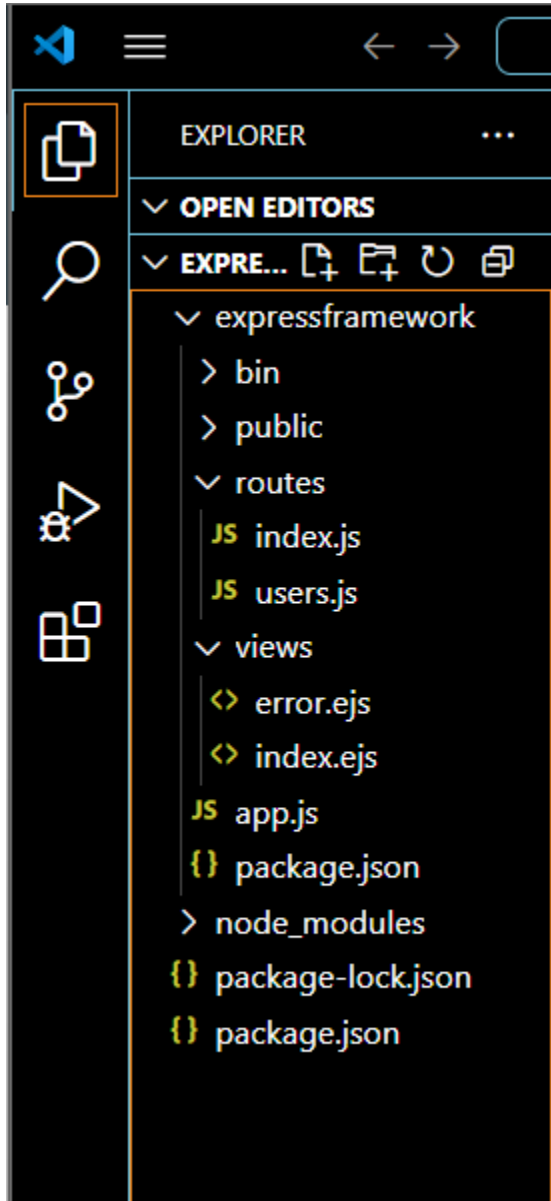 EXPLORER ...
OPEN EDITORS
EXPRE...
expressframework
bin
public
routes
JS index.js
JS users.js
views
<> error.ejs
<> index.ejs
JS app.js
{} package.json
node_modules
{} package-lock.json
{} package.json